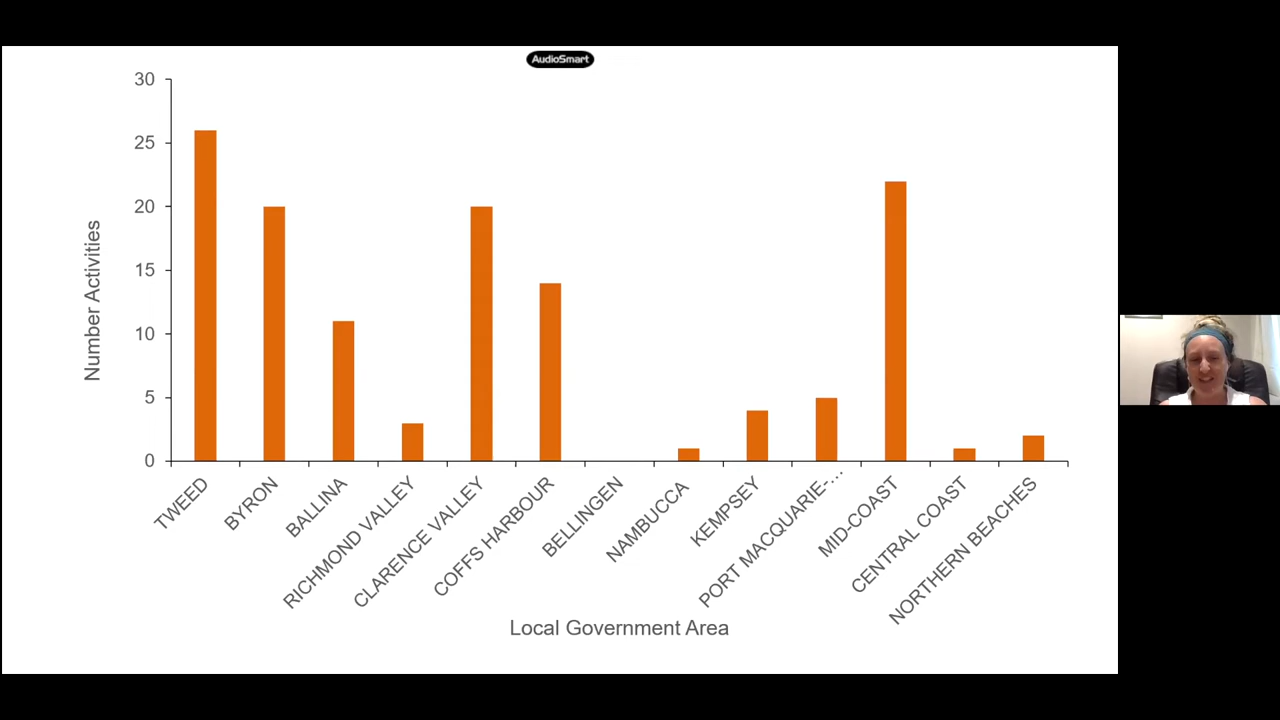 AudioSmart
30
25
20
15
10
5
0
Number Activities
TWEED
BYRON
BALLINA
RICHMOND VALLEY
CLARENCE VALLEY
COFFS HARBOUR
BELLINGEN
NAMBUCCA
KEMPSEY
PORT MACQUARIE-...
MID-COAST
CENTRAL COAST
NORTHERN BEACHES
Local Government Area